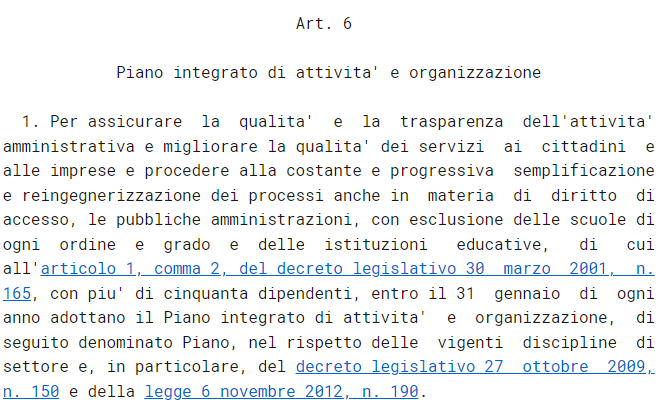 Art. 6
Piano integrato di attivita' e organizzazione
1. Per assicurare la qualita' e la trasparenza dell'attivita'
amministrativa e migliorare la qualita' dei servizi ai cittadini e
alle imprese e procedere alla costante e progressiva semplificazione
e reingegnerizzazione dei processi anche in materia di diritto di
accesso, le pubbliche amministrazioni, con esclusione delle scuole di
ogni ordine e grado e delle istituzioni educative, di cui
all'articolo 1, comma 2, del decreto legislativo 30 marzo 2001, n.
165, con piu' di cinquanta dipendenti, entro il 31 gennaio di ogni
anno adottano il Piano integrato di attivita' e organizzazione, di
seguito denominato Piano, nel rispetto delle vigenti discipline di
settore e, in particolare, del decreto legislativo 27 ottobre 2009,
n. 150 e della legge 6 novembre 2012, n. 190.